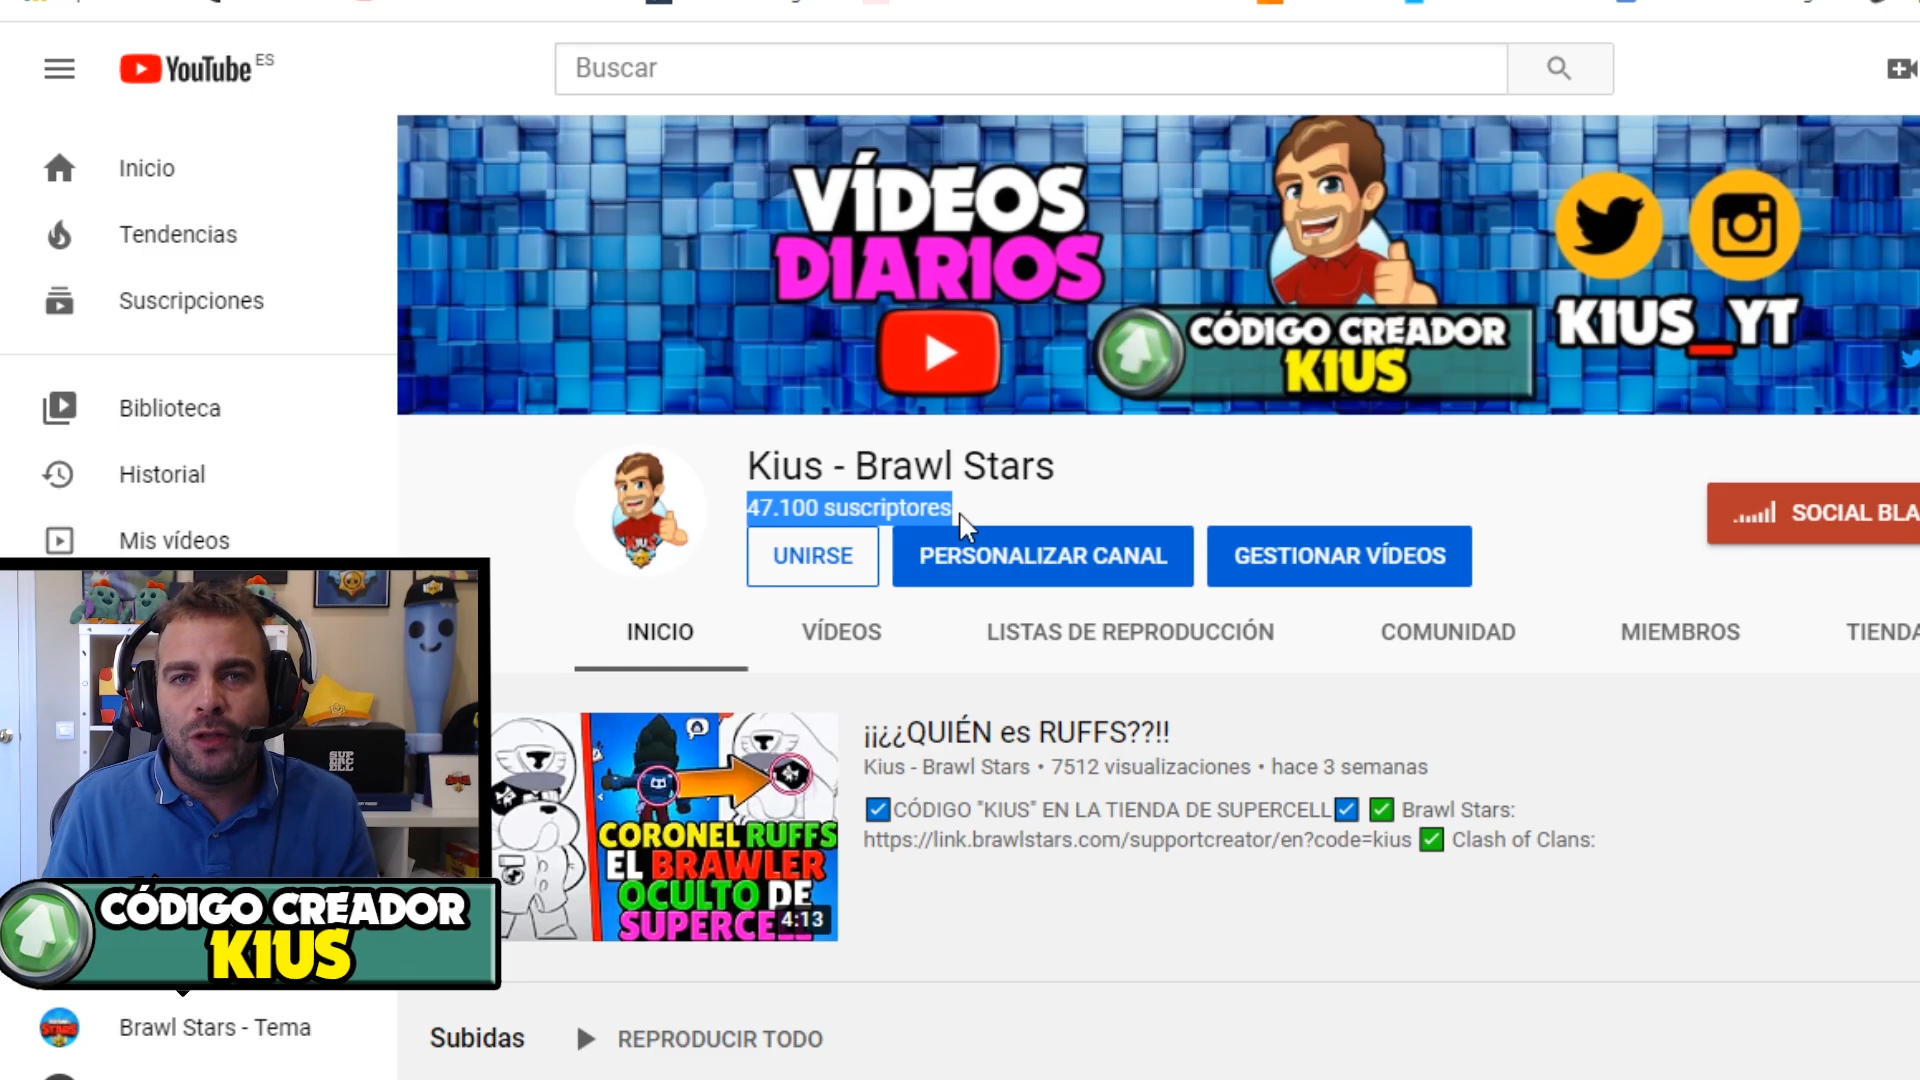 YouTube ES
Buscar
Inicio
Tendencias
Suscripciones
Biblioteca
Historial
Mis vídeos
VÍDEOS
DIARIOS
CÓDIGO CREADOR
KIUS
KIUS_YT
Kius - Brawl Stars
47.100 suscriptores
UNIRSE
PERSONALIZAR CANAL
GESTIONAR VÍDEOS
SOCIAL BLA
INICIO
VÍDEOS
LISTAS DE REPRODUCCIÓN
COMUNIDAD
MIEMBROS
TIENDA
CORONEL RUFFS
EL BRAWLER
OCULTO DE
SUPERCE
4:13
¡¡¿¿QUIÉN es RUFFS??!!
Kius - Brawl Stars • 7512 visualizaciones • hace 3 semanas
☑CÓDIGO "KIUS" EN LA TIENDA DE SUPERCELL☑ ✅ Brawl Stars:
https://link.brawlstars.com/supportcreator/en?code=kius ✅ Clash of Clans:
SUP
ERC
ELL
CÓDIGO CREADOR
KIUS
Brawl Stars - Tema
Subidas
REPRODUCIR TODO